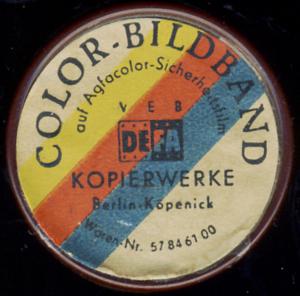 COLOR-BILDBAND
auf Agfacolor-Sicherheitsfilm
VEB
DEFA
KOPIERWERKE
Berlin-Köpenick
Waren-Nr. 57 84 61 00